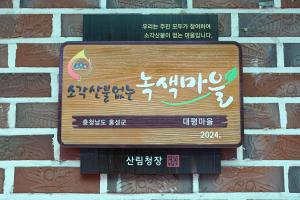 우리는 주민 모두가 참여하여
소각산불이 없는 마을입니다.
소각산불없는 녹색마을
충청남도 홍성군 대평마을
2024.
산림청장